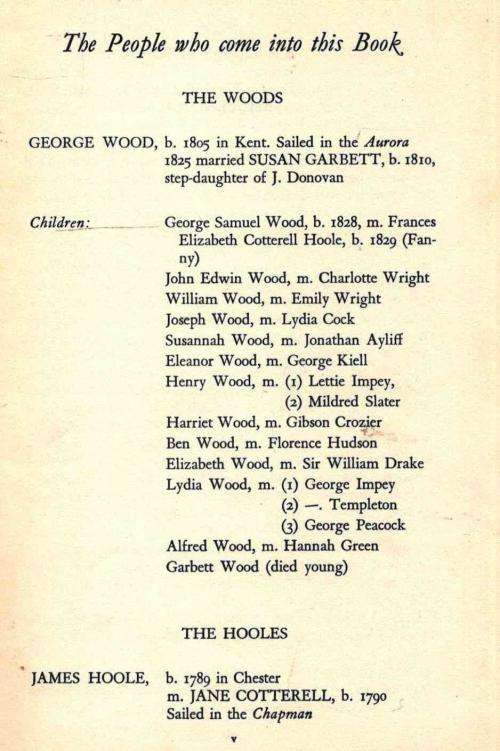 The People who come into this Book
THE WOODS
GEORGE WOOD, b. 1805 in Kent. Sailed in the Aurora
1825 married SUSAN GARBETT, b. 1810,
step-daughter of J. Donovan
Children: George Samuel Wood, b. 1828, m. Frances
Elizabeth Cotterell Hoole, b. 1829 (Fan-
ny)
John Edwin Wood, m. Charlotte Wright
William Wood, m. Emily Wright
Joseph Wood, m. Lydia Cock
Susannah Wood, m. Jonathan Ayliff
Eleanor Wood, m. George Kiell
Henry Wood, m. (1) Lettie Impey,
(2) Mildred Slater
Harriet Wood, m. Gibson Crozier
Ben Wood, m. Florence Hudson
Elizabeth Wood, m. Sir William Drake
Lydia Wood, m. (1) George Impey
(2) —. Templeton
(3) George Peacock
Alfred Wood, m. Hannah Green
Garbett Wood (died young)
THE HOOLES
JAMES HOOLE, b. 1789 in Chester
m. JANE COTTERELL, b. 1790
Sailed in the Chapman
v